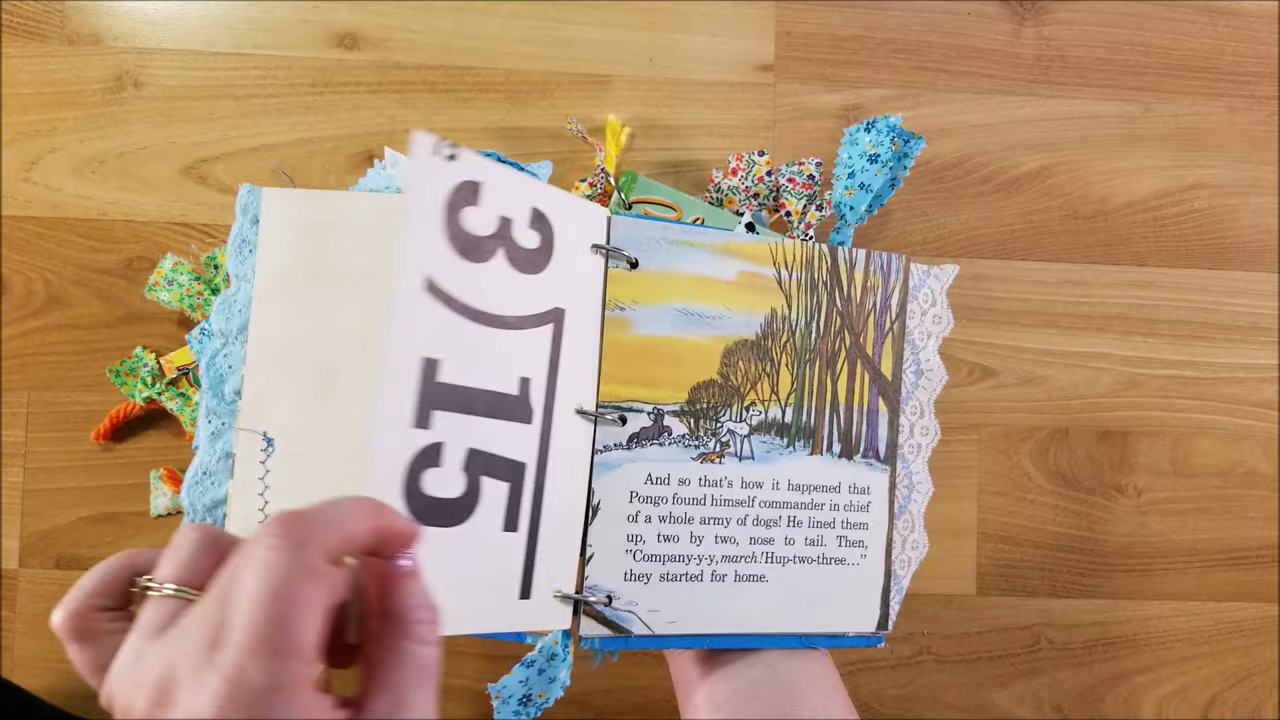 3)15
And so that's how it happened that
Pongo found himself commander in chief
of a whole army of dogs! He lined them
up, two by two, nose to tail. Then,
"Company-y-y, march! Hup-two-three..."
they started for home.